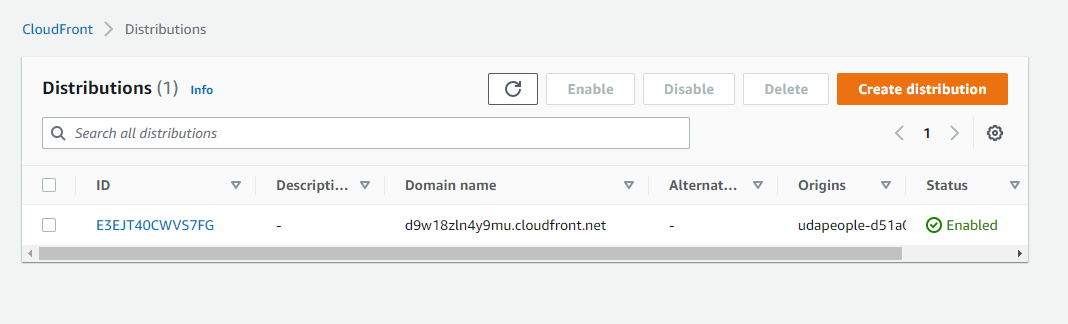 CloudFront > Distributions
Distributions (1) Info Enable Disable Delete Create distribution
Search all distributions 1
ID Descripti... Domain name Alternat... Origins Status
E3EJT40CWVS7FG - d9w18zln4y9mu.cloudfront.net - udapeople-d51a Enabled